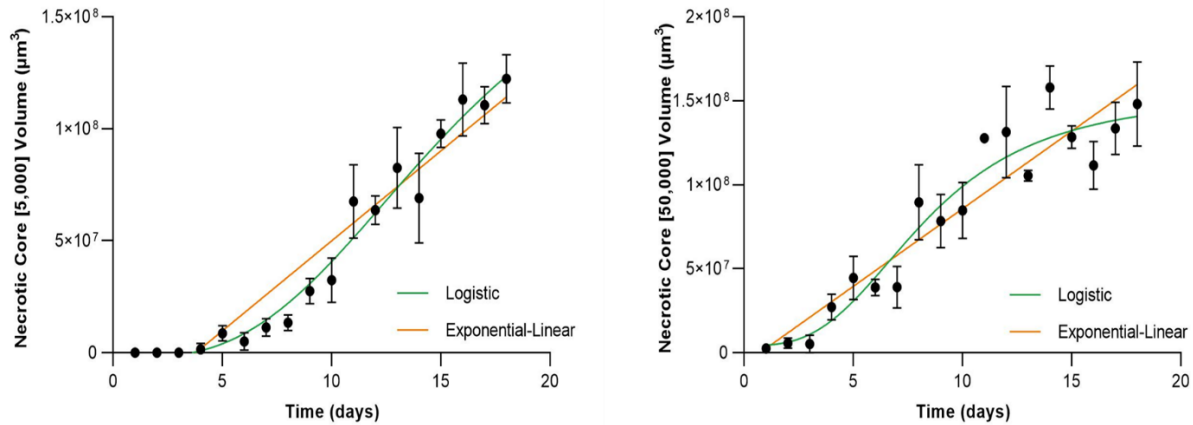 Necrotic Core [5,000] Volume (µm³)
1.5×10⁸
1×10⁸
5×10⁷
0
0 5 10 15 20
Time (days)
Logistic
Exponential-Linear
Necrotic Core [50,000] Volume (µm³)
2×10⁸
1.5×10⁸
1×10⁸
5×10⁷
0
0 5 10 15 20
Time (days)
Logistic
Exponential-Linear